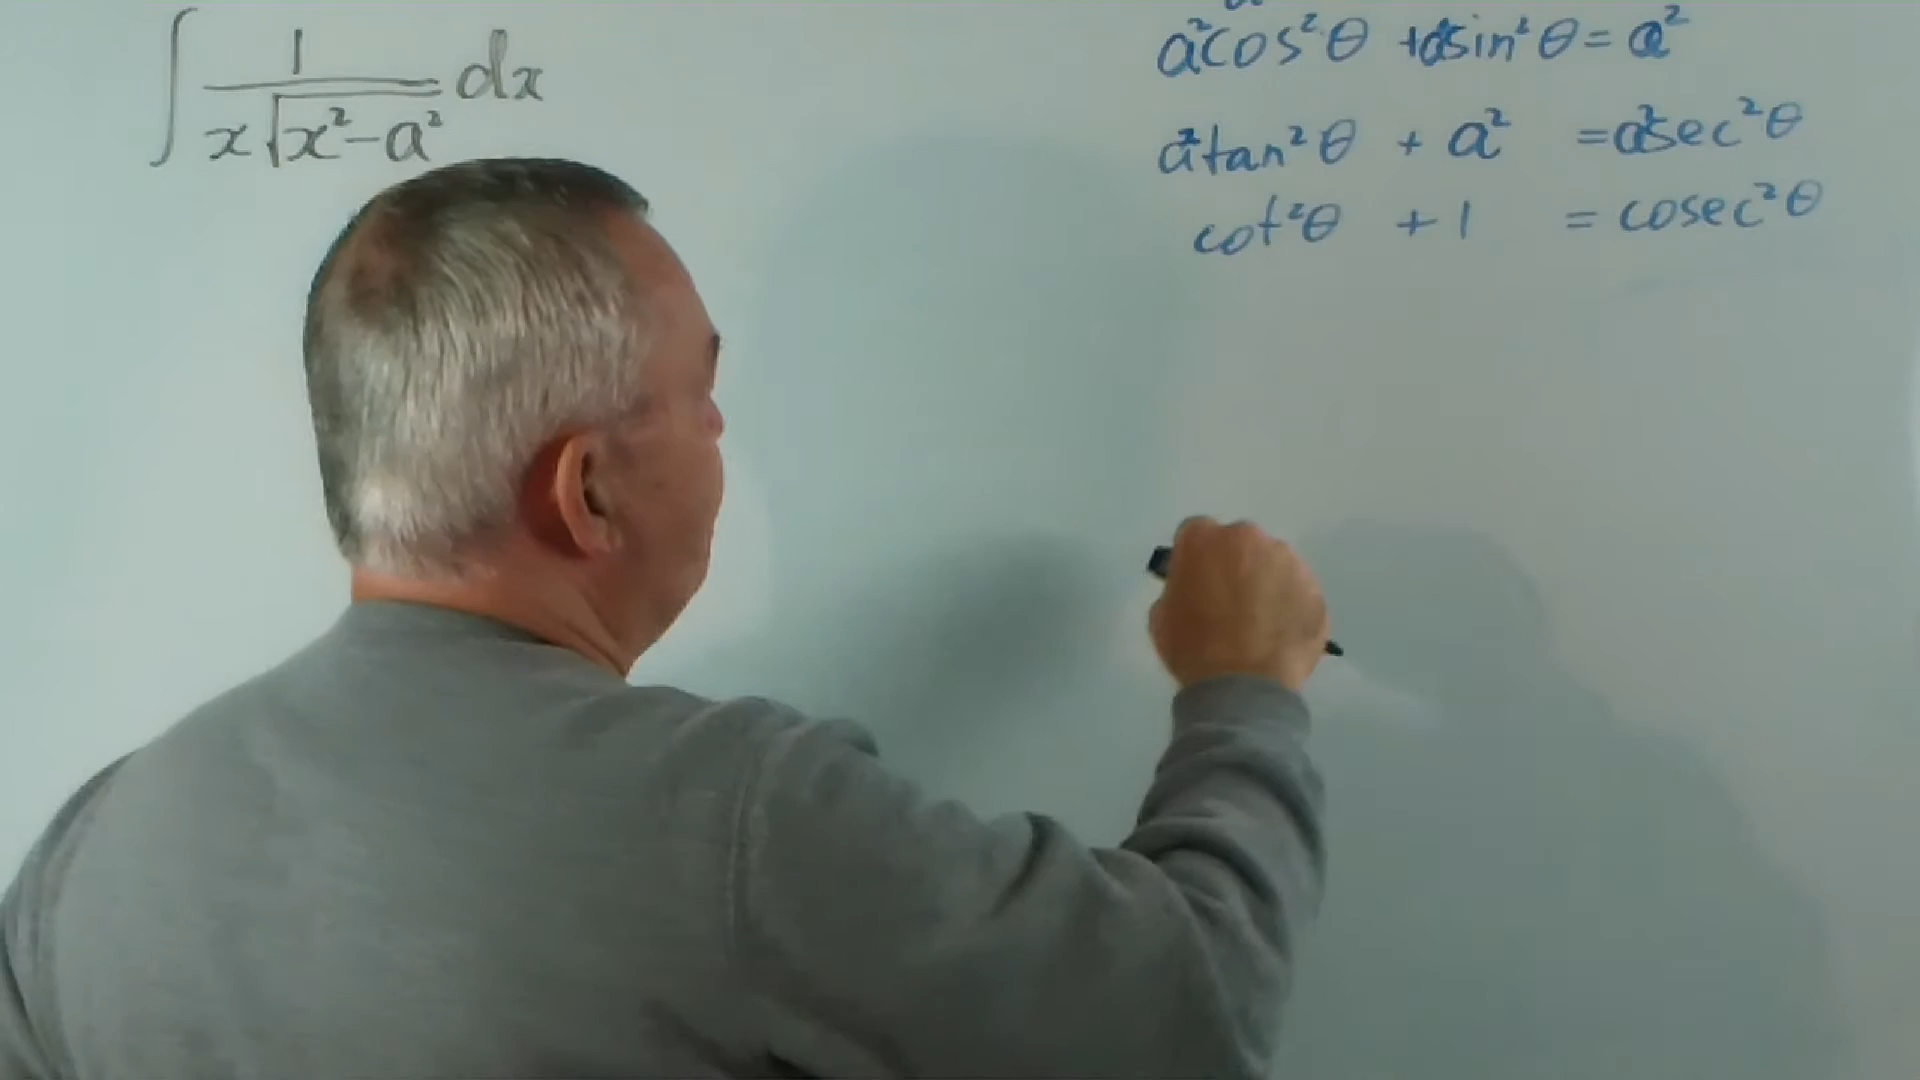 ∫ 1/(x√(x²-a²)) dx
a²cos²θ + a²sin²θ = a²
a²tan²θ + a² = a²sec²θ
cot²θ + 1 = cosec²θ